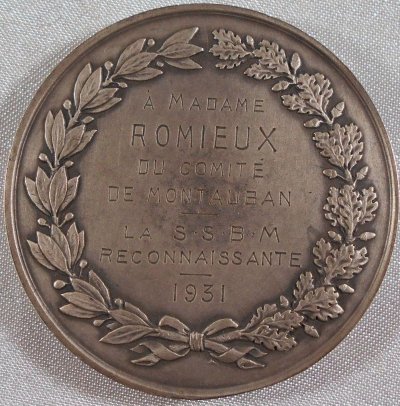 À MADAME
ROMIEUX
DU COMITÉ
DE MONTAUBAN
LA S·S·B·M
RECONNAISSANTE
1931